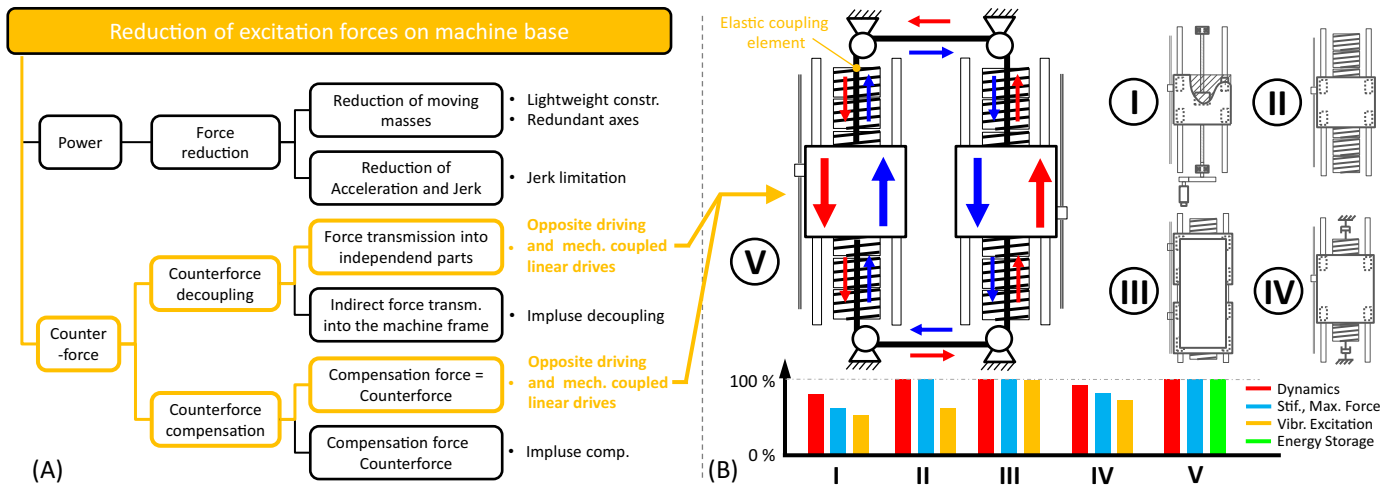 Reduction of excitation forces on machine base
Power
Force
reduction
Reduction of moving
masses
• Lightweight constr.
• Redundant axes
Reduction of
Acceleration and Jerk
• Jerk limitation
Counter
-force
Counterforce
decoupling
Force transmission into
independend parts
• Opposite driving
and mech. coupled
linear drives
Indirect force transm.
into the machine frame
• Impluse decoupling
Counterforce
compensation
Compensation force =
Counterforce
• Opposite driving
and mech. coupled
linear drives
Compensation force
Counterforce
• Impluse comp.
(A)
Elastic coupling
element
V
I
II
III
IV
100 %
0 %
I
II
III
IV
V
Dynamics
Stif., Max. Force
Vibr. Excitation
Energy Storage
(B)